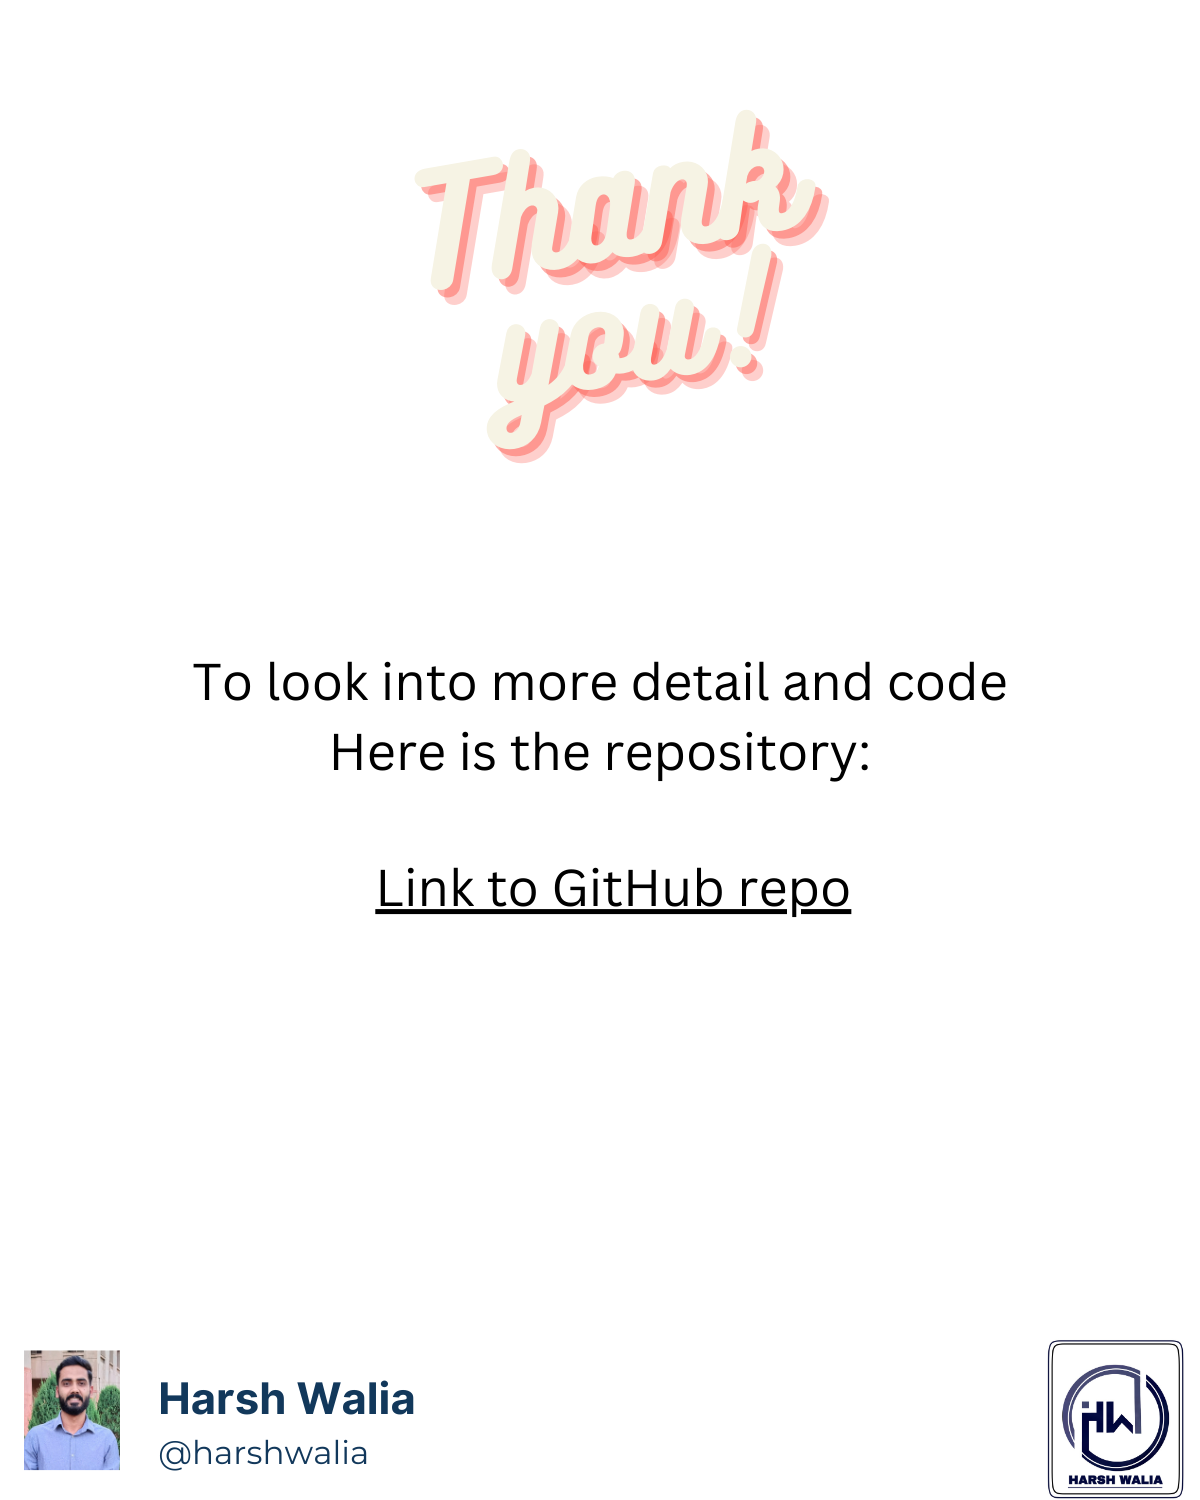 Thank
you!
To look into more detail and code
Here is the repository:
Link to GitHub repo
Harsh Walia
@harshwalia
HW
HARSH WALIA